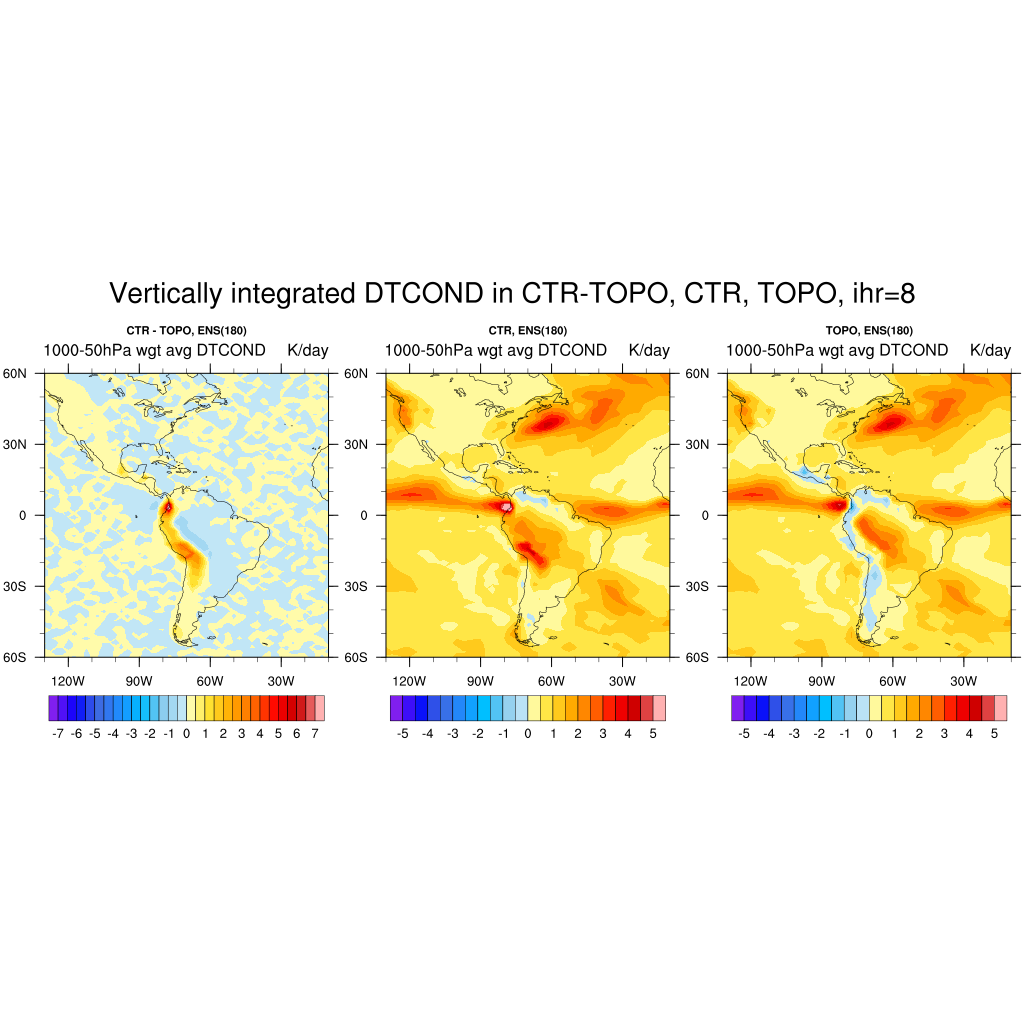 Vertically integrated DTCOND in CTR-TOPO, CTR, TOPO, ihr=8
CTR - TOPO, ENS(180)
1000-50hPa wgt avg DTCOND K/day
60N
30N
0
30S
60S
120W 90W 60W 30W
-7 -6 -5 -4 -3 -2 -1 0 1 2 3 4 5 6 7
CTR, ENS(180)
1000-50hPa wgt avg DTCOND K/day
60N
30N
0
30S
60S
120W 90W 60W 30W
-5 -4 -3 -2 -1 0 1 2 3 4 5
TOPO, ENS(180)
1000-50hPa wgt avg DTCOND K/day
60N
30N
0
30S
60S
120W 90W 60W 30W
-5 -4 -3 -2 -1 0 1 2 3 4 5